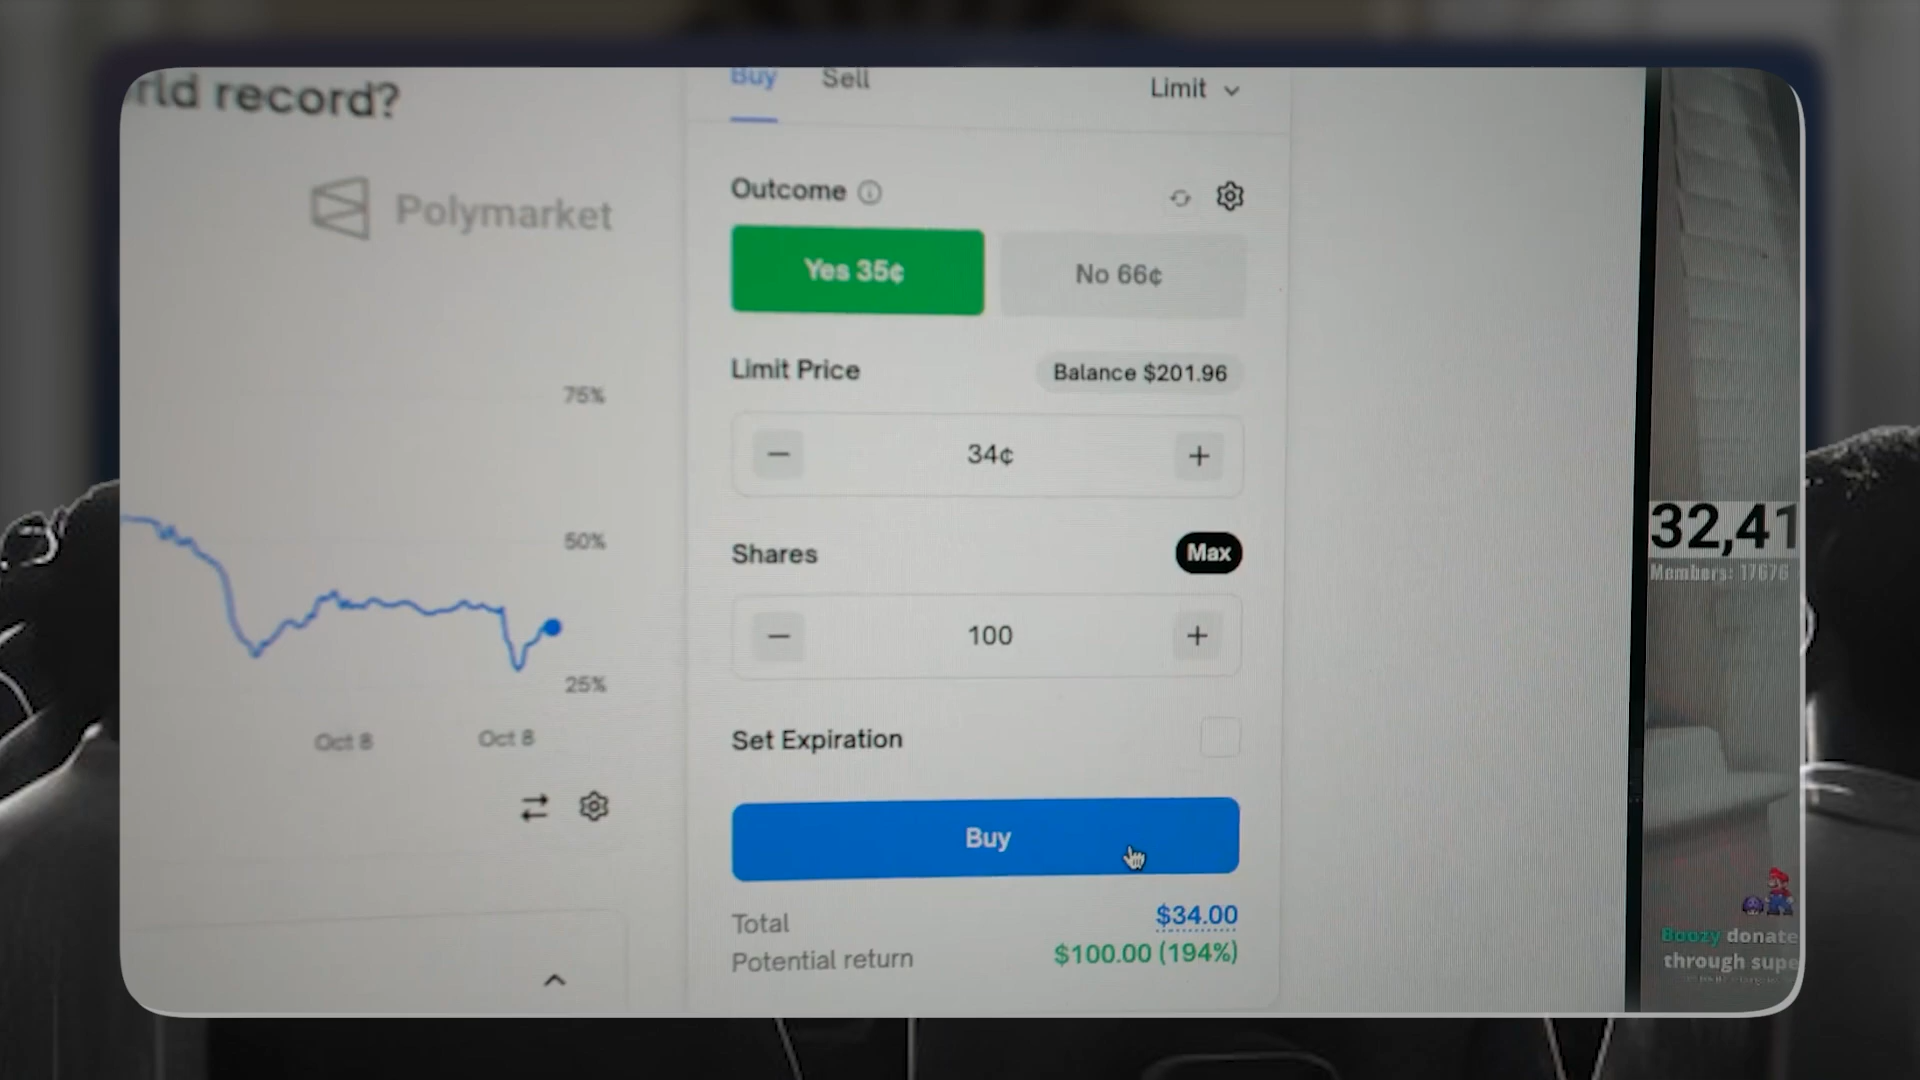 rld record?
Polymarket
75%
50%
25%
Oct 8
Oct 8
Buy
Sell
Limit
Outcome
Yes 35¢
No 66¢
Limit Price
Balance $201.96
34¢
Shares
Max
100
Set Expiration
Buy
Total
$34.00
Potential return
$100.00 (194%)
32,41
Members: 17676
Boozy donate
through supe